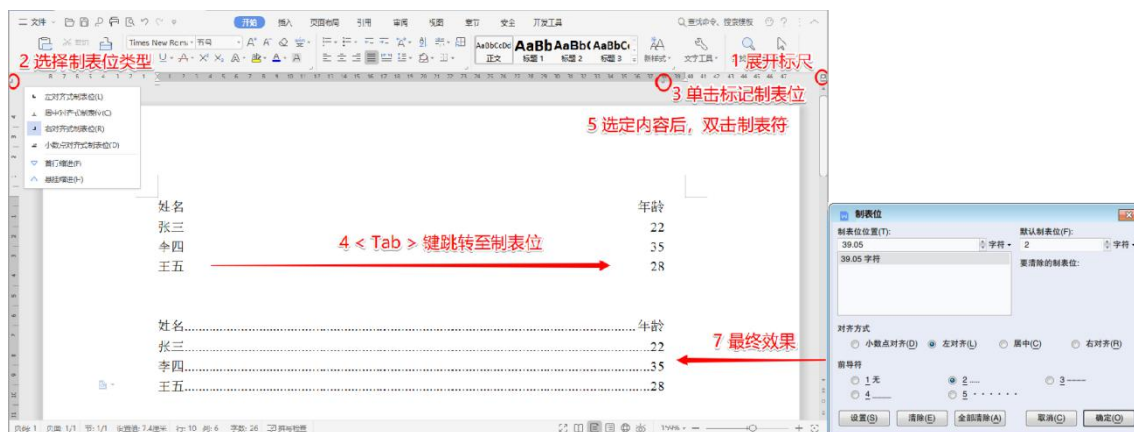 文件
开始 插入 页面布局 引用 审阅 视图 章节 安全 开发工具
查找命令、搜索模板
Times New Roma 五号
AaBbCcDd AaBb AaBb( AaBbC
正文 标题 1 标题 2 标题 3 新样式 文字工具
2 选择制表位类型
1 展开标尺
3 单击标记制表位
5 选定内容后，双击制表符
左对齐式制表位(L)
居中对齐式制表位(C)
右对齐式制表位(R)
小数点对齐式制表位(D)
首行缩进(F)
悬挂缩进(H)
姓名 年龄
张三 22
李四 35
王五 28
4 < Tab > 键跳转至制表位
姓名 年龄
张三 22
李四 35
王五 28
7 最终效果
制表位
制表位位置(T): 默认制表位(F):
39.05 字符 2 字符
39.05 字符 要清除的制表位:
对齐方式
小数点对齐(D) 左对齐(L) 居中(C) 右对齐(R)
前导符
1 无 2 ..... 3 ----
4 ____ 5 ······
设置(S) 清除(E) 全部清除(A) 取消(C) 确定(O)
页码: 1 页面: 1/1 节: 1/1 设置值: 7.4厘米 行: 10 列: 6 字数: 26 拼写检查